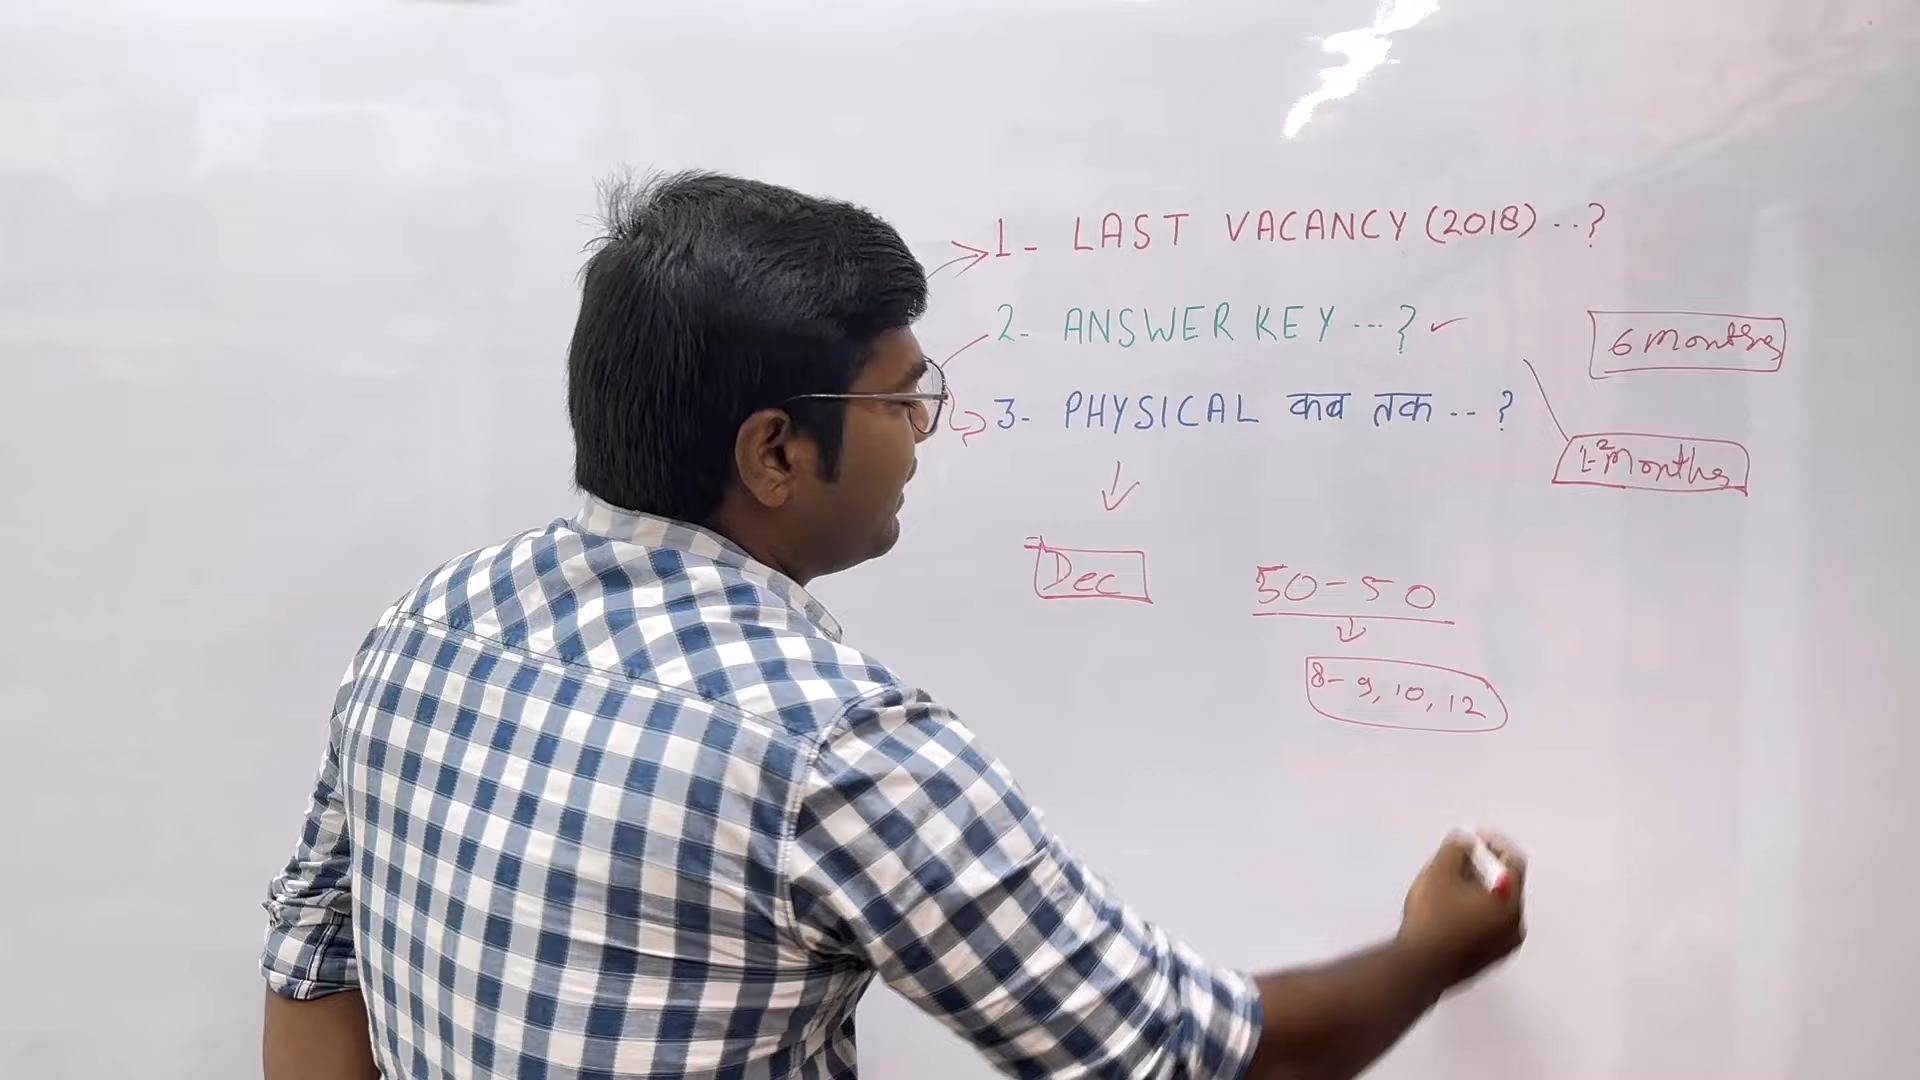 1- LAST VACANCY (2018) ..?
2- ANSWER KEY ...?
6 Months
3- PHYSICAL कब तक .. ?
1-2 Months
Dec
50-50
8- 9, 10, 12